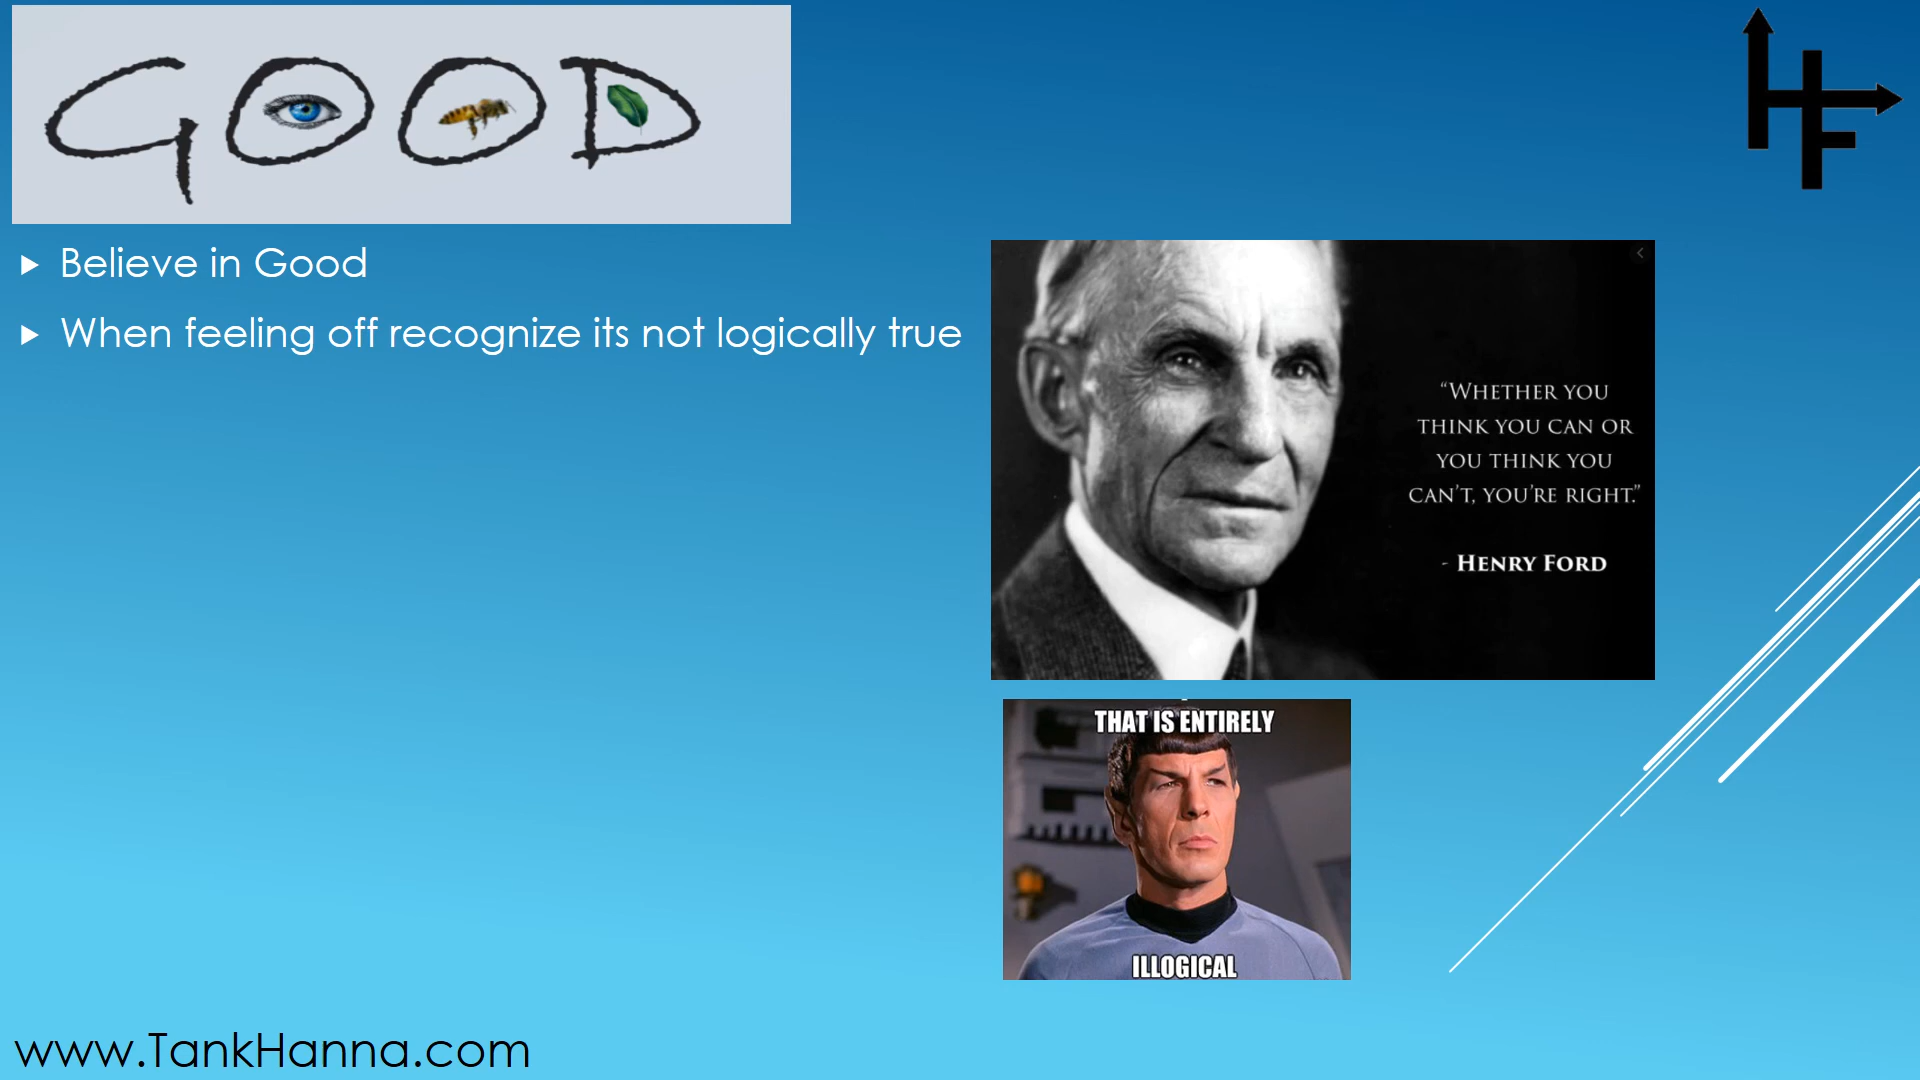 GOOD
HF
Believe in Good
When feeling off recognize its not logically true
“WHETHER YOU
THINK YOU CAN OR
YOU THINK YOU
CAN'T, YOU'RE RIGHT.”
- HENRY FORD
THAT IS ENTIRELY
ILLOGICAL
www.TankHanna.com